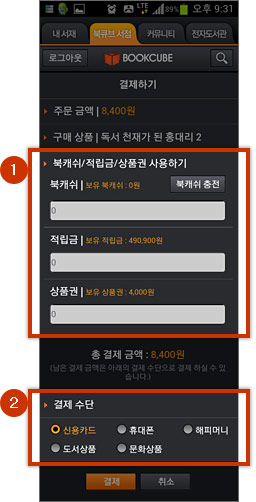 LTE 89% 오후 9:31
내 서재 북큐브 서점 커뮤니티 전자도서관
로그아웃 BOOKCUBE
결제하기
주문 금액 | 8,400원
구매 상품 | 독서 천재가 된 홍대리 2
1
북캐쉬/적립금/상품권 사용하기
북캐쉬 | 보유 북캐쉬 : 0원 북캐쉬 충전
0
적립금 | 보유 적립금 : 490,900원
0
상품권 | 보유 상품권 : 4,000원
0
총 결제 금액 : 8,400원
(남은 결제 금액은 아래의 결제 수단으로 결제 하실 수 있
습니다.)
2
결제 수단
신용카드 휴대폰 해피머니
도서상품 문화상품
결제 취소